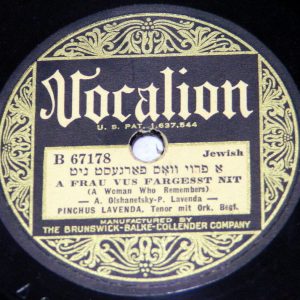 Vocalion
U. S. PAT. 1,637,544
B 67178 Jewish
א פרוי וואס פארגעסט ניט
A FRAU VUS FARGESST NIT
(A Woman Who Remembers)
— A. Olshanetsky-P. Lavenda —
PINCHUS LAVENDA, Tenor mit Ork. Begt.
MANUFACTURED BY
THE BRUNSWICK-BALKE-COLLENDER COMPANY